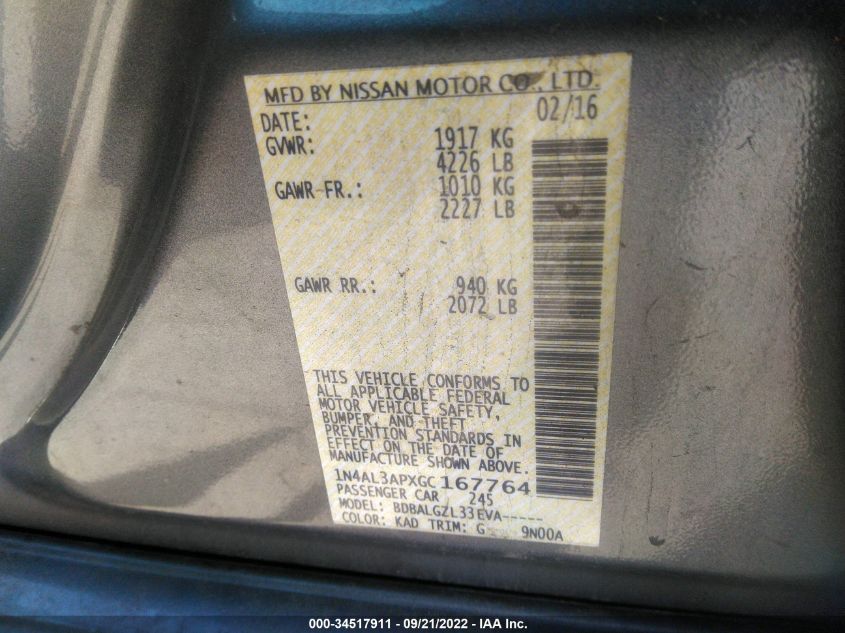 MFD BY NISSAN MOTOR CO., LTD.
DATE: 02/16
GVWR: 1917 KG
4226 LB
GAWR-FR.: 1010 KG
2227 LB
GAWR RR.: 940 KG
2072 LB
THIS VEHICLE CONFORMS TO
ALL APPLICABLE FEDERAL
MOTOR VEHICLE SAFETY,
BUMPER, AND THEFT
PREVENTION STANDARDS IN
EFFECT ON THE DATE OF
MANUFACTURE SHOWN ABOVE.
1N4AL3APXGC167764
PASSENGER CAR 245
MODEL: BDBALGZL33EVA-----
COLOR: KAD TRIM: G 9N00A
000-34517911 - 09/21/2022 - IAA Inc.